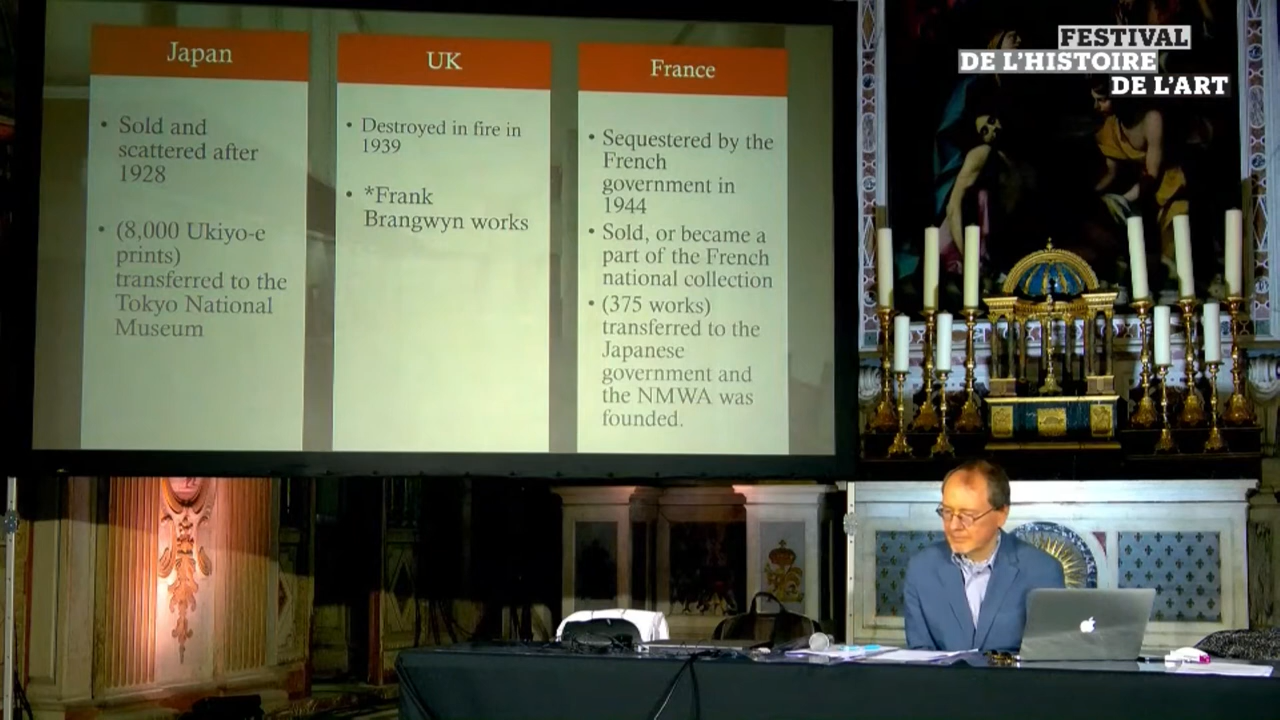 FESTIVAL
DE L'HISTOIRE
DE L'ART
Japan
• Sold and
scattered after
1928
• (8,000 Ukiyo-e
prints)
transferred to the
Tokyo National
Museum
UK
• Destroyed in fire in
1939
• *Frank
Brangwyn works
France
• Sequestered by the
French
government in
1944
• Sold, or became a
part of the French
national collection
• (375 works)
transferred to the
Japanese
government and
the NMWA was
founded.